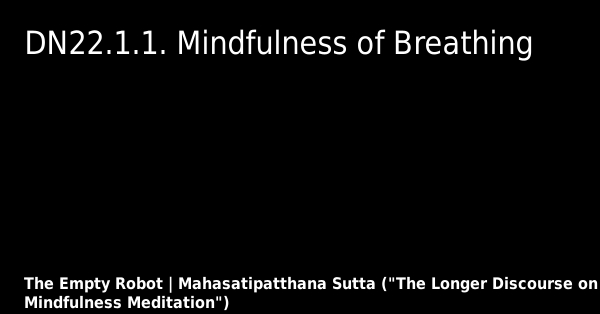 DN22.1.1. Mindfulness of Breathing
The Empty Robot | Mahasatipatthana Sutta ("The Longer Discourse on
Mindfulness Meditation")